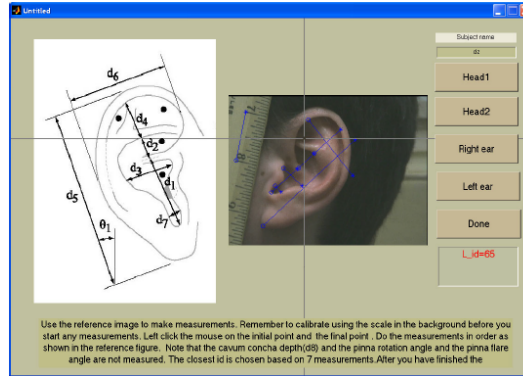 Untitled
Subject name
dz
d6
Head1
d4
Head2
d2
d3
d1
Right ear
d5
Left ear
d7
θ1
Done
L_id=65
Use the reference image to make measurements. Remember to calibrate using the scale in the background before you
start any measurements. Left click the mouse on the initial point and the final point . Do the measurements in order as
shown in the reference figure. Note that the cavum concha depth(d8) and the pinna rotation angle and the pinna flare
angle are not measured. The closest id is chosen based on 7 measurements.After you have finished the